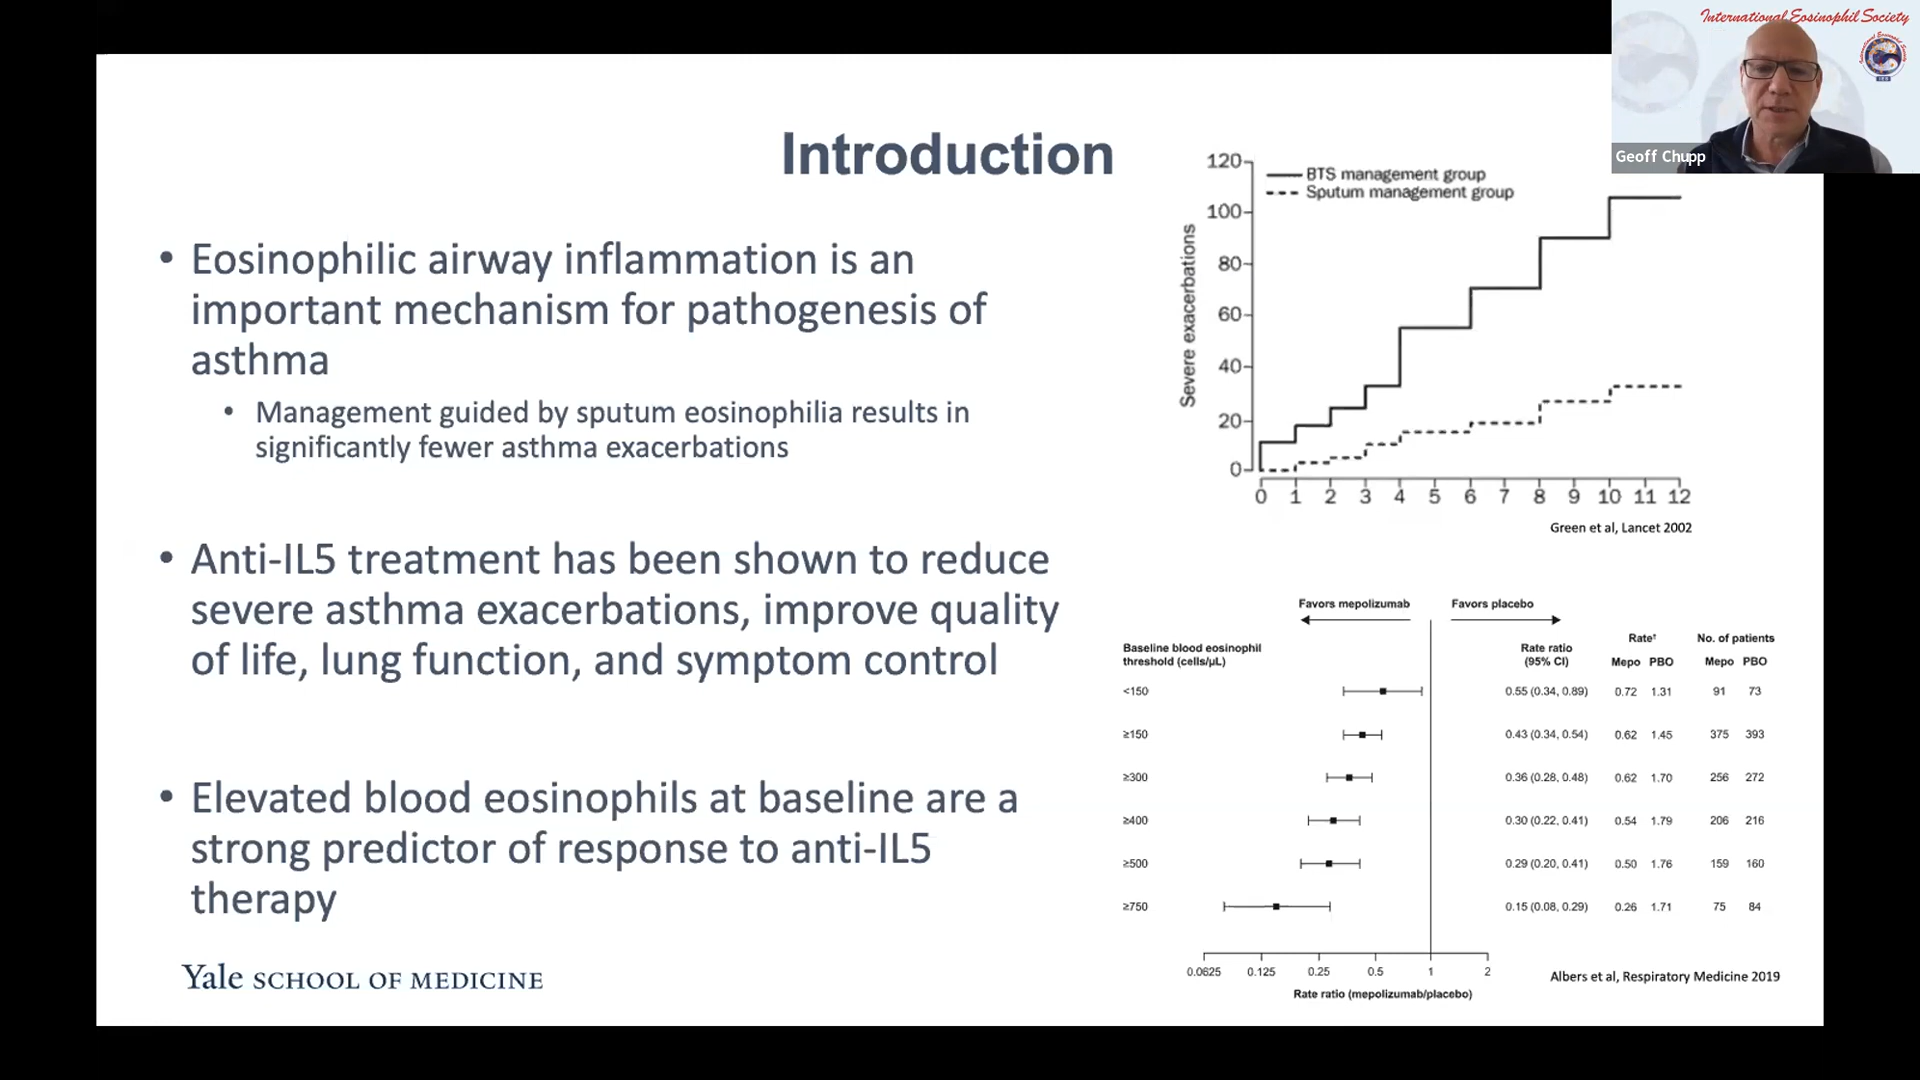 International Eosinophil Society
Geoff Chupp
Introduction
• Eosinophilic airway inflammation is an
important mechanism for pathogenesis of
asthma
• Management guided by sputum eosinophilia results in
significantly fewer asthma exacerbations
• Anti-IL5 treatment has been shown to reduce
severe asthma exacerbations, improve quality
of life, lung function, and symptom control
• Elevated blood eosinophils at baseline are a
strong predictor of response to anti-IL5
therapy
Yale SCHOOL OF MEDICINE
BTS management group
Sputum management group
Severe exacerbations
120
100
80
60
40
20
0
0 1 2 3 4 5 6 7 8 9 10 11 12
Green et al, Lancet 2002
Favors mepolizumab Favors placebo
Baseline blood eosinophil
threshold (cells/µL)
Rate ratio
(95% CI)
Rate† No. of patients
Mepo PBO Mepo PBO
<150 0.55 (0.34, 0.89) 0.72 1.31 91 73
≥150 0.43 (0.34, 0.54) 0.62 1.45 375 393
≥300 0.36 (0.28, 0.48) 0.62 1.70 256 272
≥400 0.30 (0.22, 0.41) 0.54 1.79 206 216
≥500 0.29 (0.20, 0.41) 0.50 1.76 159 160
≥750 0.15 (0.08, 0.29) 0.26 1.71 75 84
0.0625 0.125 0.25 0.5 1 2
Rate ratio (mepolizumab/placebo)
Albers et al, Respiratory Medicine 2019